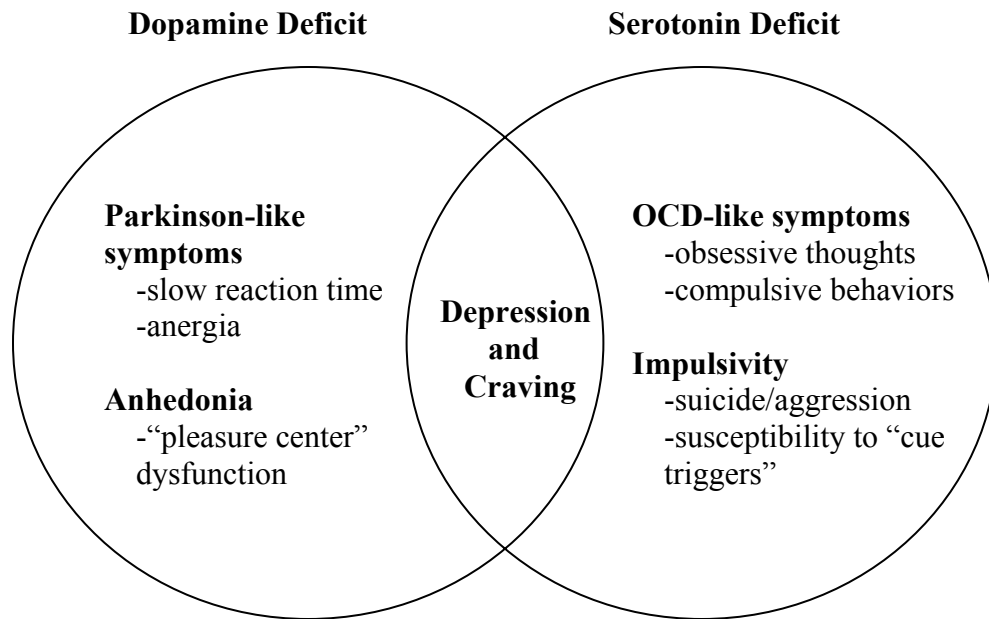 Dopamine Deficit
Serotonin Deficit
Parkinson-like
symptoms
-slow reaction time
-anergia
Anhedonia
-“pleasure center”
dysfunction
Depression
and
Craving
OCD-like symptoms
-obsessive thoughts
-compulsive behaviors
Impulsivity
-suicide/aggression
-susceptibility to “cue
triggers”